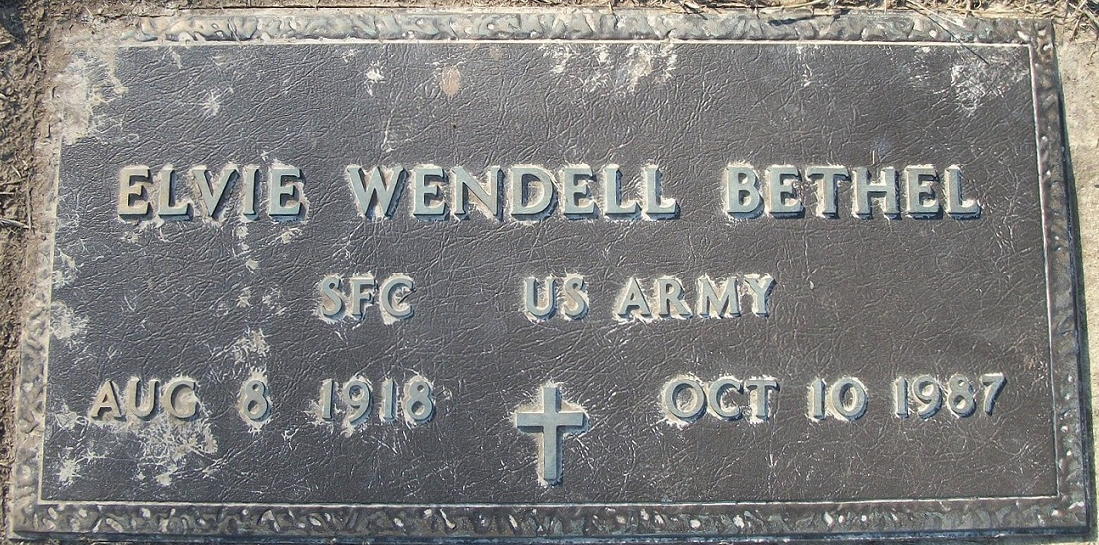 ELVIE WENDELL BETHEL
SFC US ARMY
AUG 8 1918 OCT 10 1987